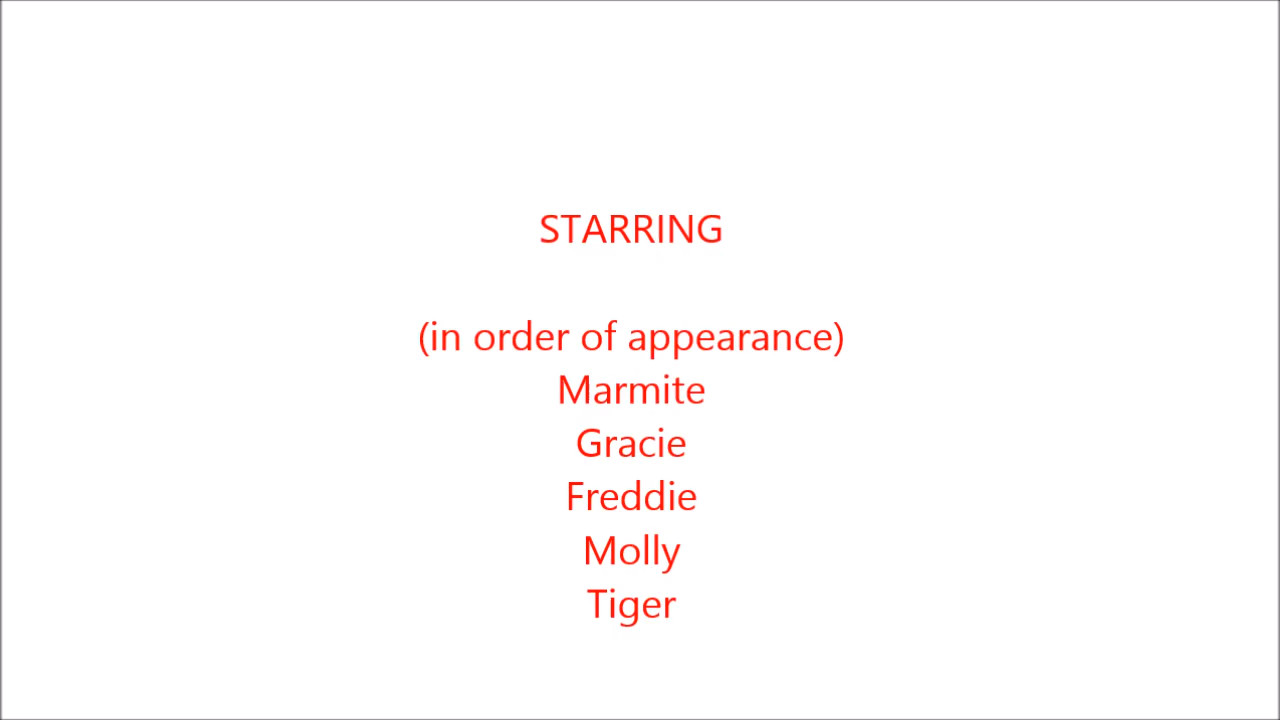 STARRING
(in order of appearance)
Marmite
Gracie
Freddie
Molly
Tiger